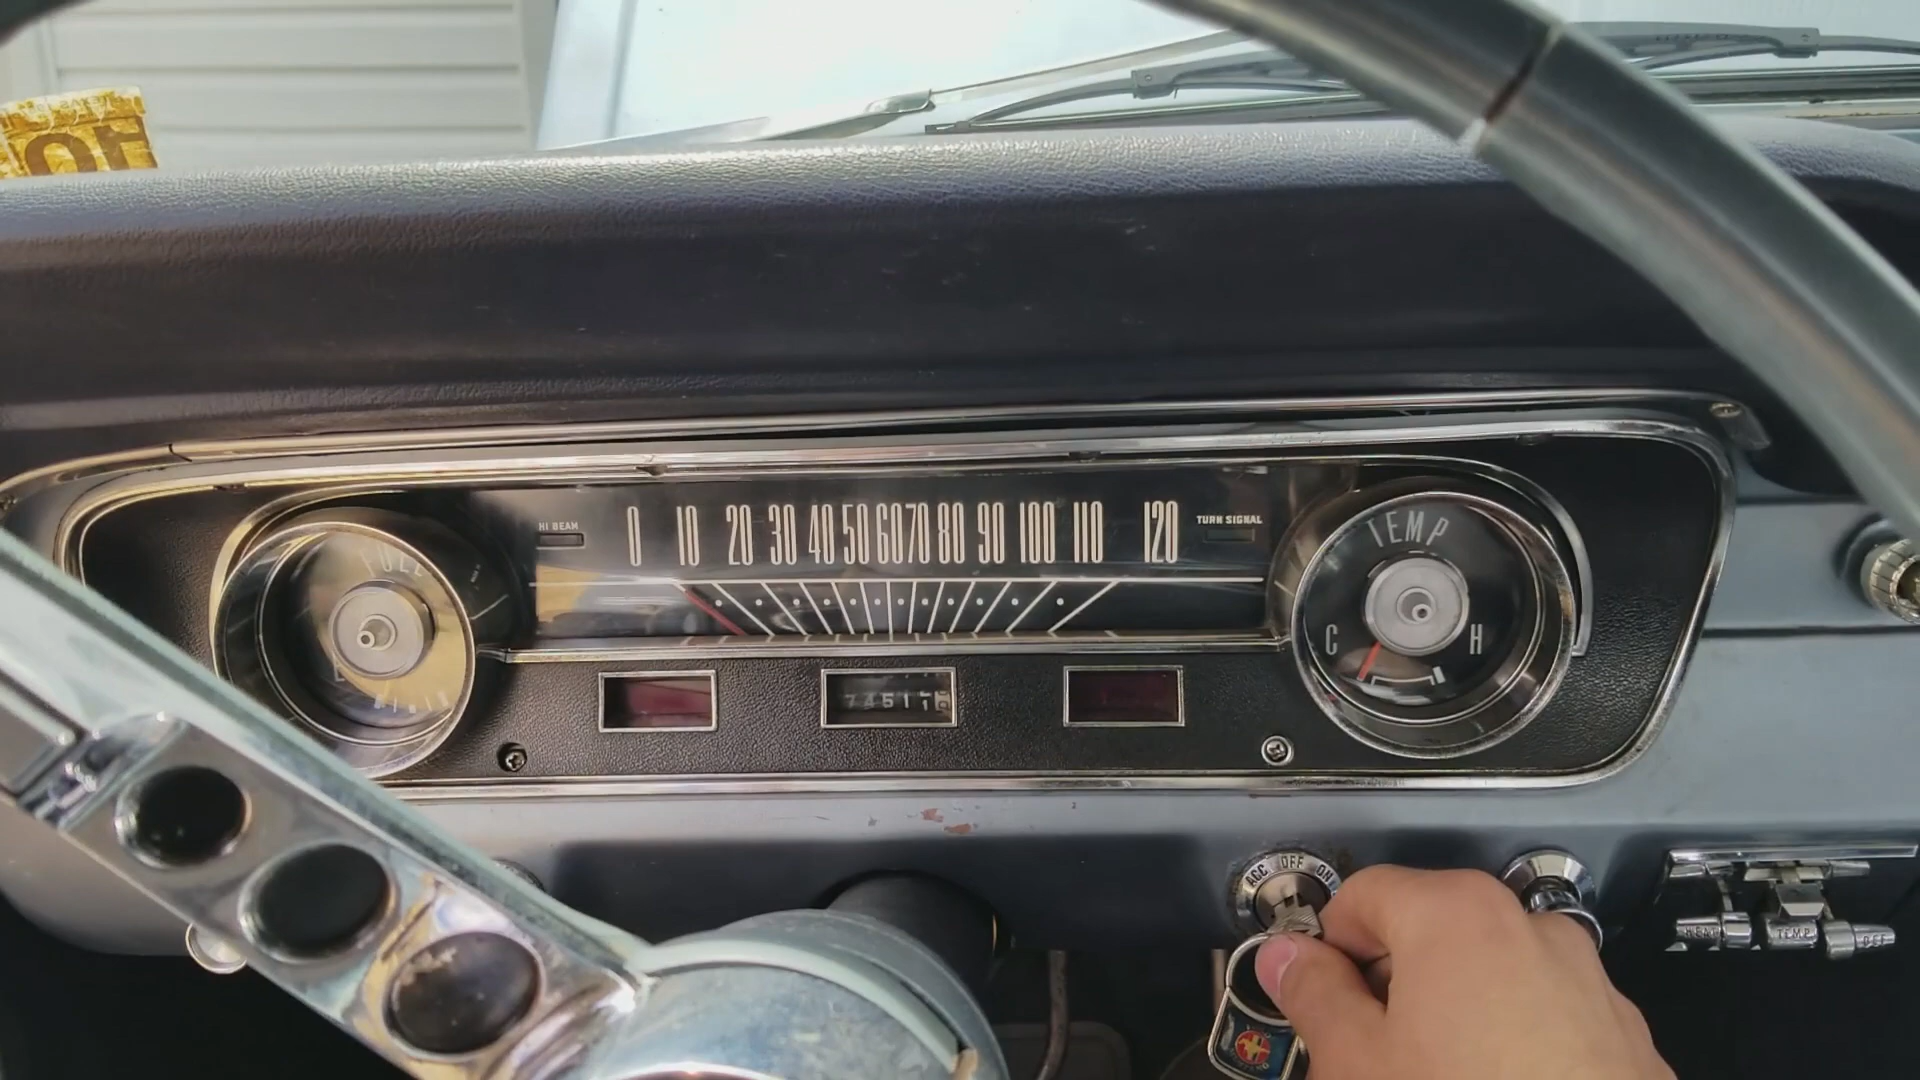 HI BEAM
0 10 20 30 40 50 60 70 80 90 100 110 120
TURN SIGNAL
FUEL
TEMP
C H
ACC OFF ON
HEAT TEMP DEF